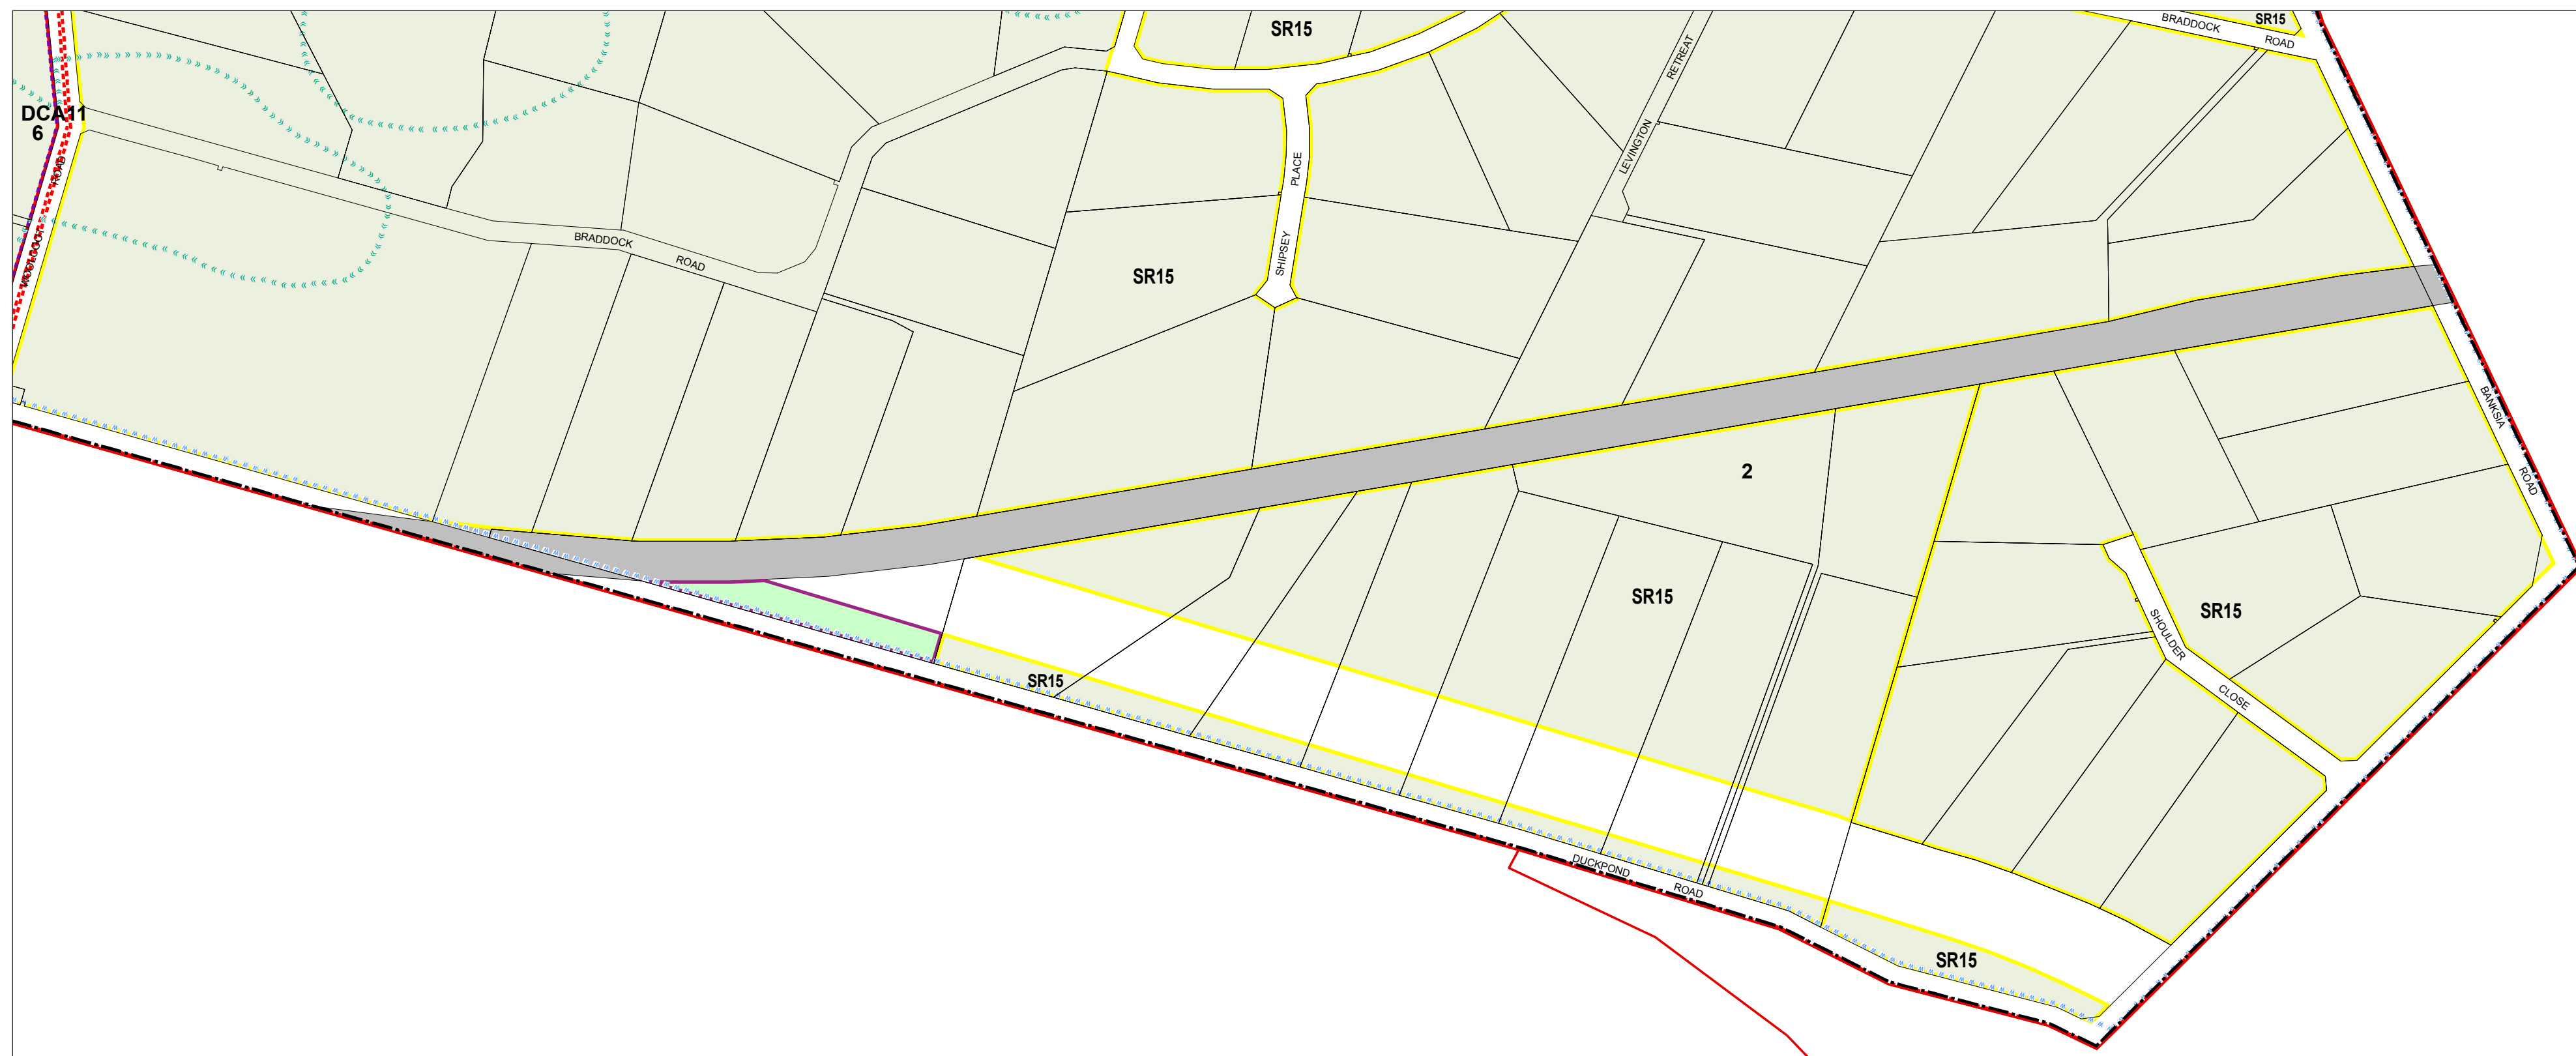 SR15
BRADDOCK
ROAD
SR15
RETREAT
LEVINGTON
DCA11
6
ROAD
PLACE
SHIPSEY
BRADDOCK
ROAD
SR15
BANKSIA
ROAD
2
SR15
SR15
SHOULDER
CLOSE
SR15
DUCKPOND
ROAD
SR15